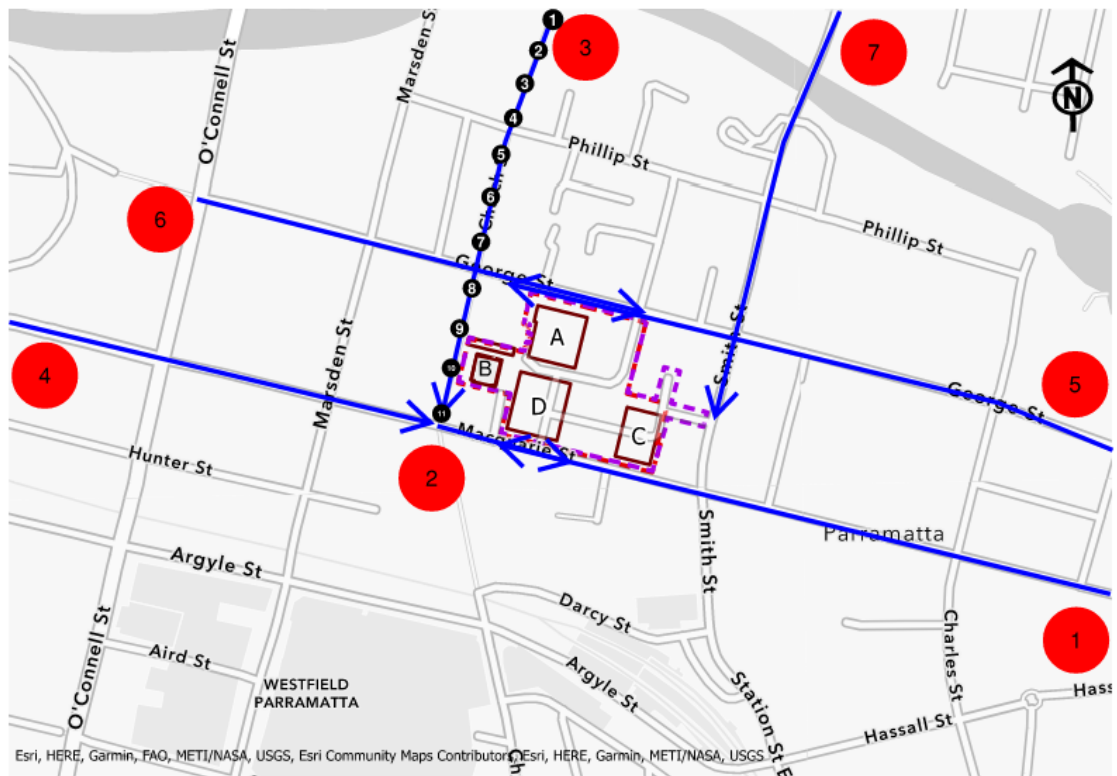 1
2
3
7
3
4
5
6
7
8
9
10
11
N
O'Connell St
Marsden St
Church St
Phillip St
6
Phillip St
George St
A
Smith St
4
B
D
C
5
George St
Marsden St
Macquarie St
2
Hunter St
Smith St
Parramatta
Argyle St
Darcy St
Charles St
1
O'Connell St
Aird St
WESTFIELD
PARRAMATTA
Argyle St
Station St E
Hass
Hassall St
Ch
Esri, HERE, Garmin, FAO, METI/NASA, USGS, Esri Community Maps Contributors, Esri, HERE, Garmin, METI/NASA, USGS